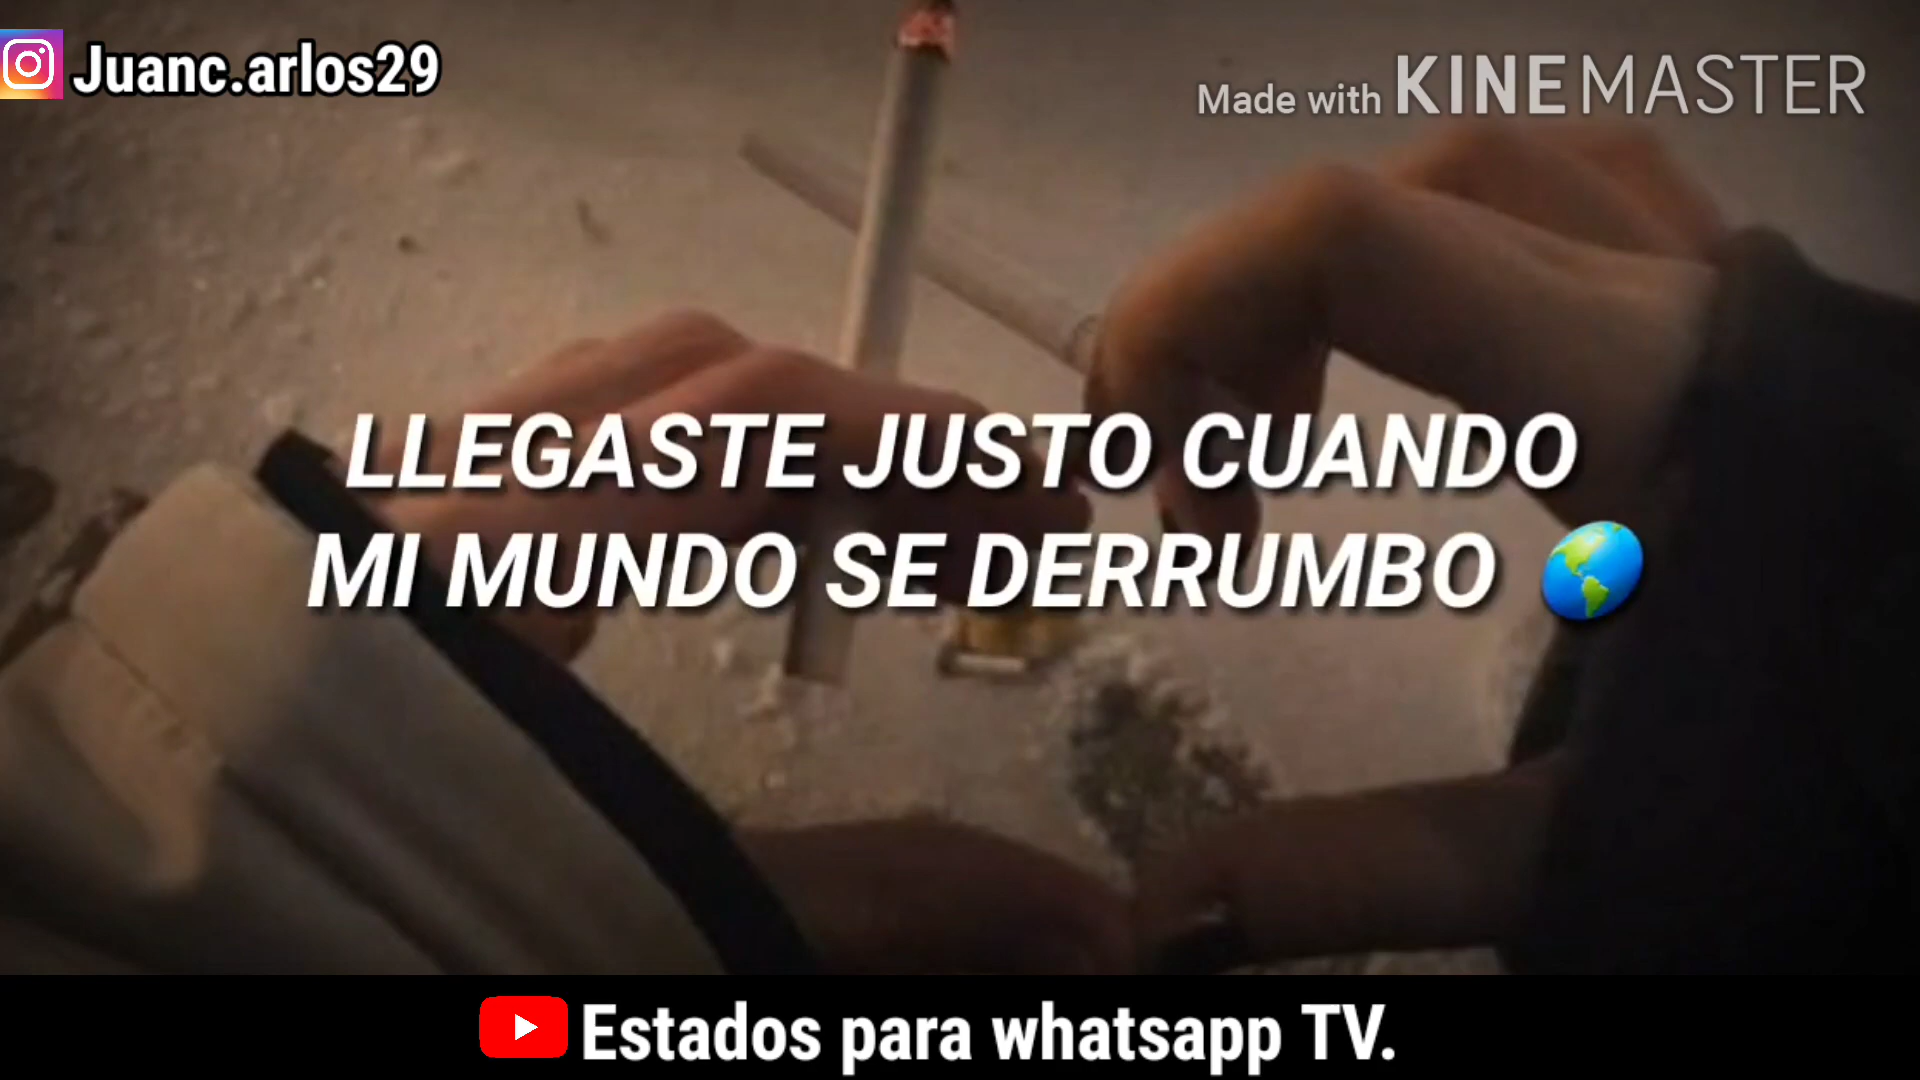 Juanc.arlos29
Made with KINEMASTER
LLEGASTE JUSTO CUANDO
MI MUNDO SE DERRUMBO 🌎
Estados para whatsapp TV.